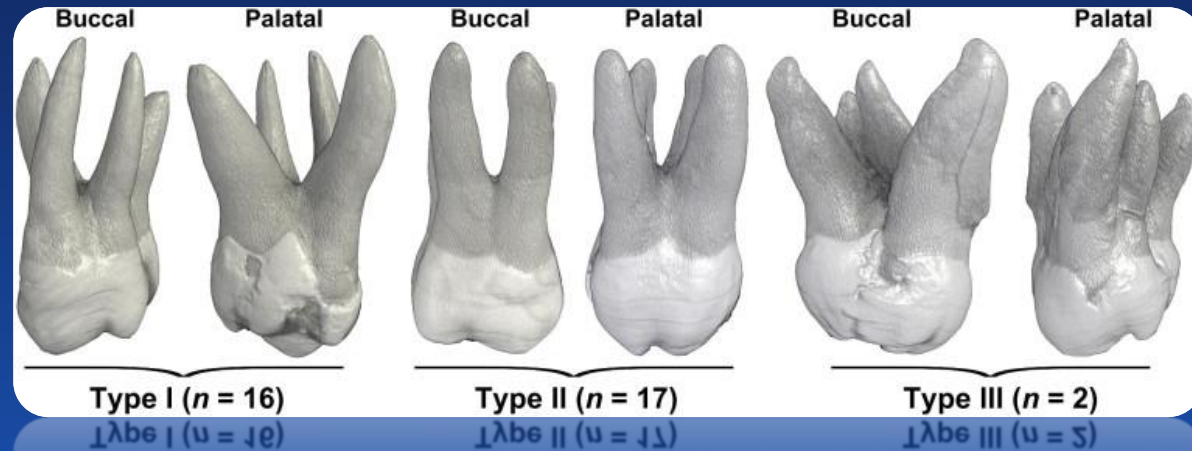 Buccal Palatal Buccal Palatal Buccal Palatal
Type I (n = 16) Type II (n = 17) Type III (n = 2)